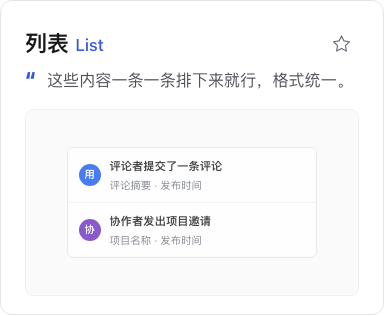 列表 List
“ 这些内容一条一条排下来就行，格式统一。
用
评论者提交了一条评论
评论摘要 · 发布时间
协
协作者发出项目邀请
项目名称 · 发布时间